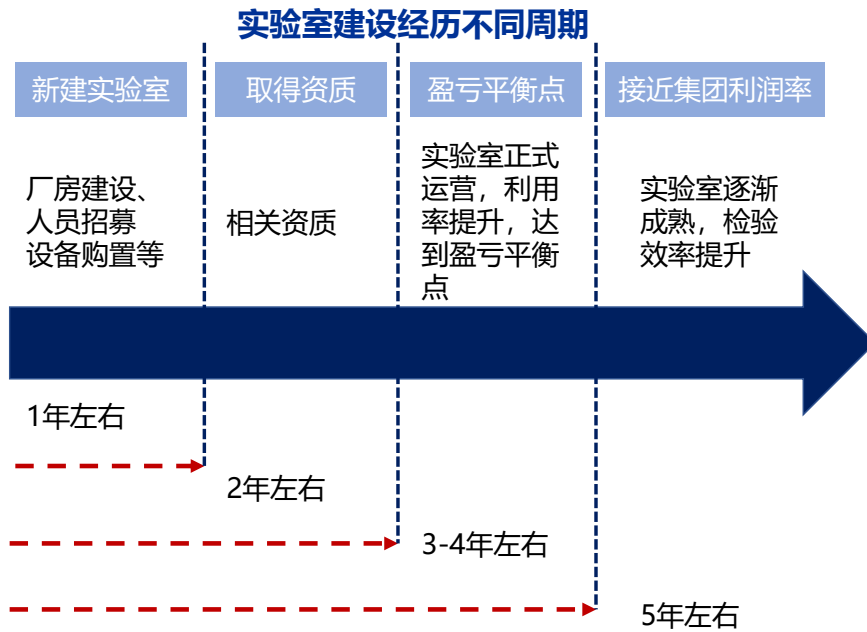 实验室建设经历不同周期
新建实验室
取得资质
盈亏平衡点
接近集团利润率
厂房建设、
人员招募
设备购置等
相关资质
实验室正式
运营，利用
率提升，达
到盈亏平衡
点
实验室逐渐
成熟，检验
效率提升
1年左右
2年左右
3-4年左右
5年左右